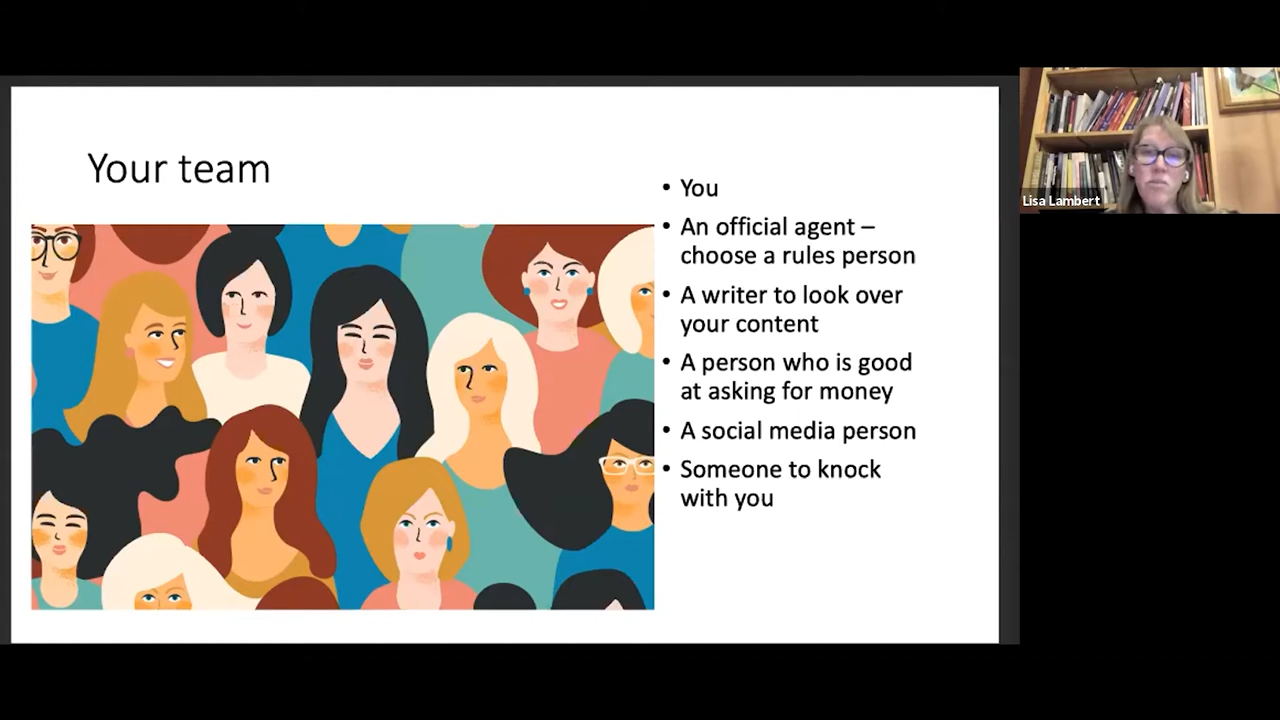 Your team
• You
• An official agent –
choose a rules person
• A writer to look over
your content
• A person who is good
at asking for money
• A social media person
• Someone to knock
with you
Lisa Lambert